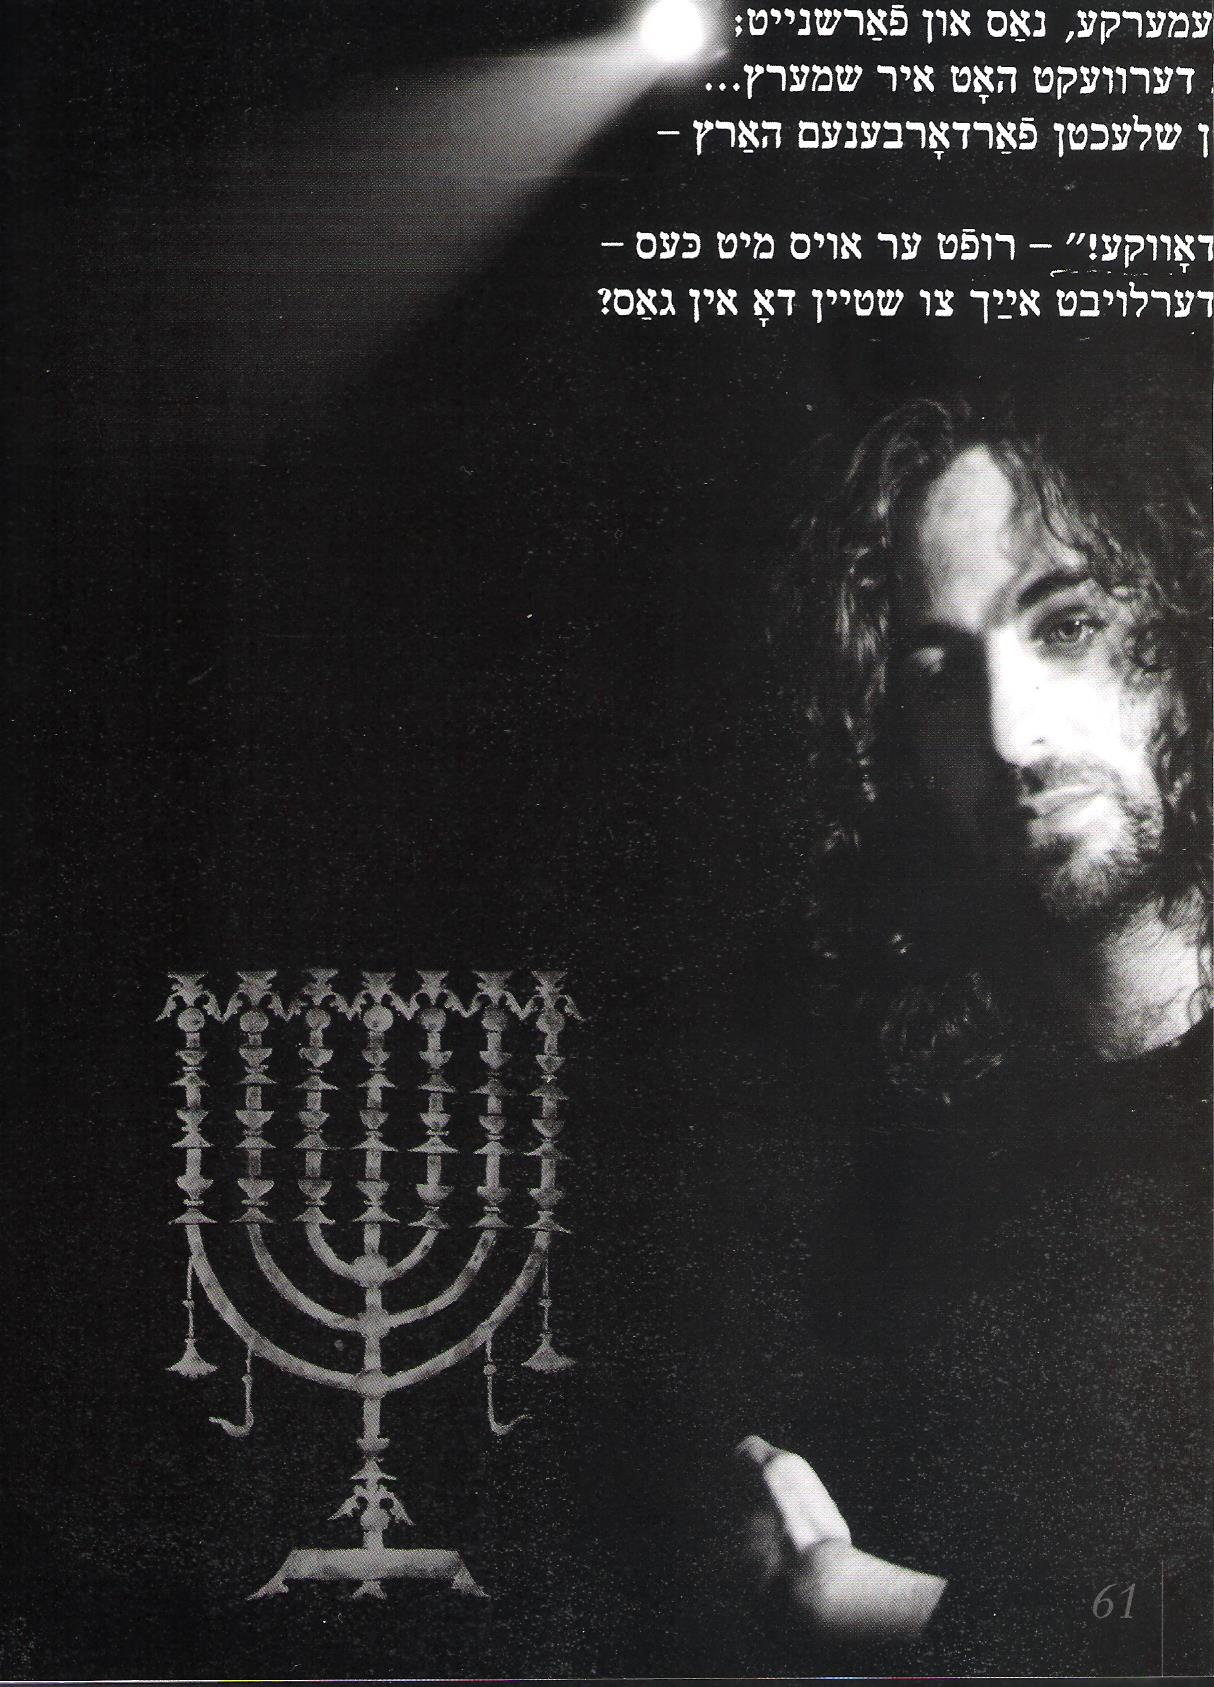 עמערקע, נאַס און פֿאַרשנייט;
דערוועקט האָט איר שמערץ...
ן שלעכטן פֿאַרדאָרבענעם האַרץ –
דאָווקע!״ – רופֿט ער אויס מיט כּעס –
דערלויבט אײַך צו שטיין דאָ אין גאַס?
61